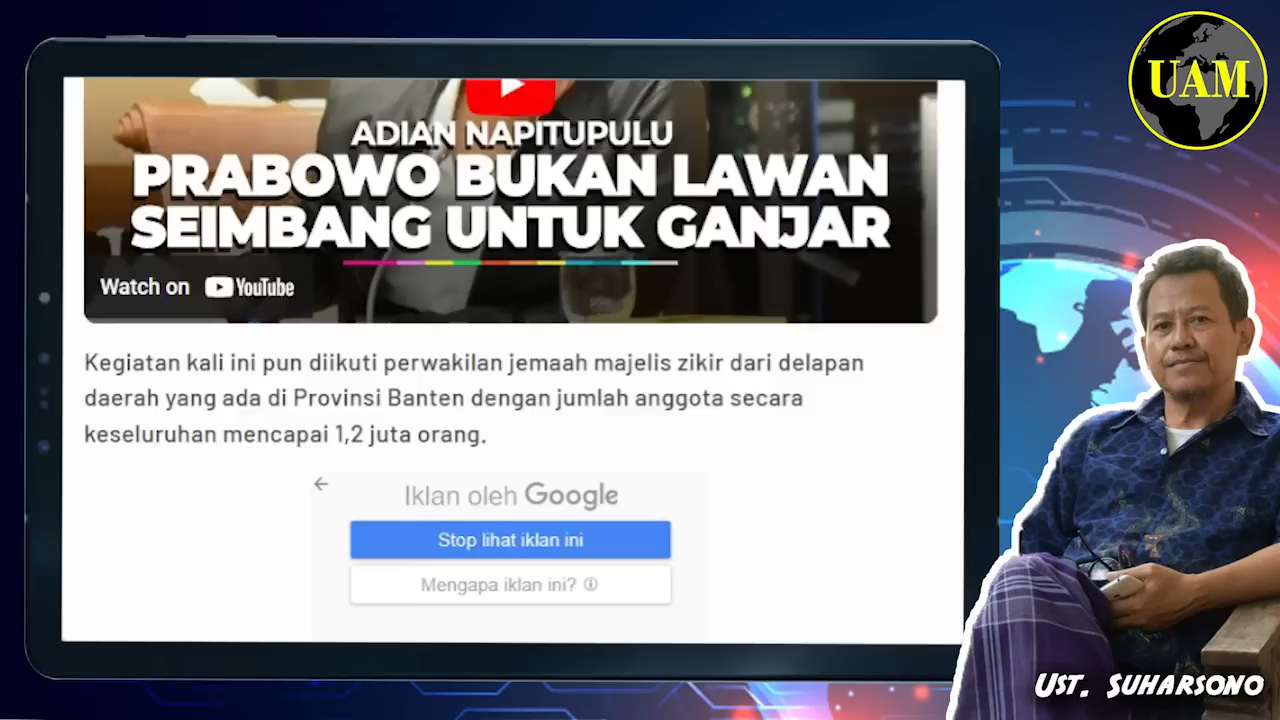 UAM
ADIAN NAPITUPULU
PRABOWO BUKAN LAWAN
SEIMBANG UNTUK GANJAR
Watch on YouTube
Kegiatan kali ini pun diikuti perwakilan jemaah majelis zikir dari delapan
daerah yang ada di Provinsi Banten dengan jumlah anggota secara
keseluruhan mencapai 1,2 juta orang.
Iklan oleh Google
Stop lihat iklan ini
Mengapa iklan ini?
UST. SUHARSONO